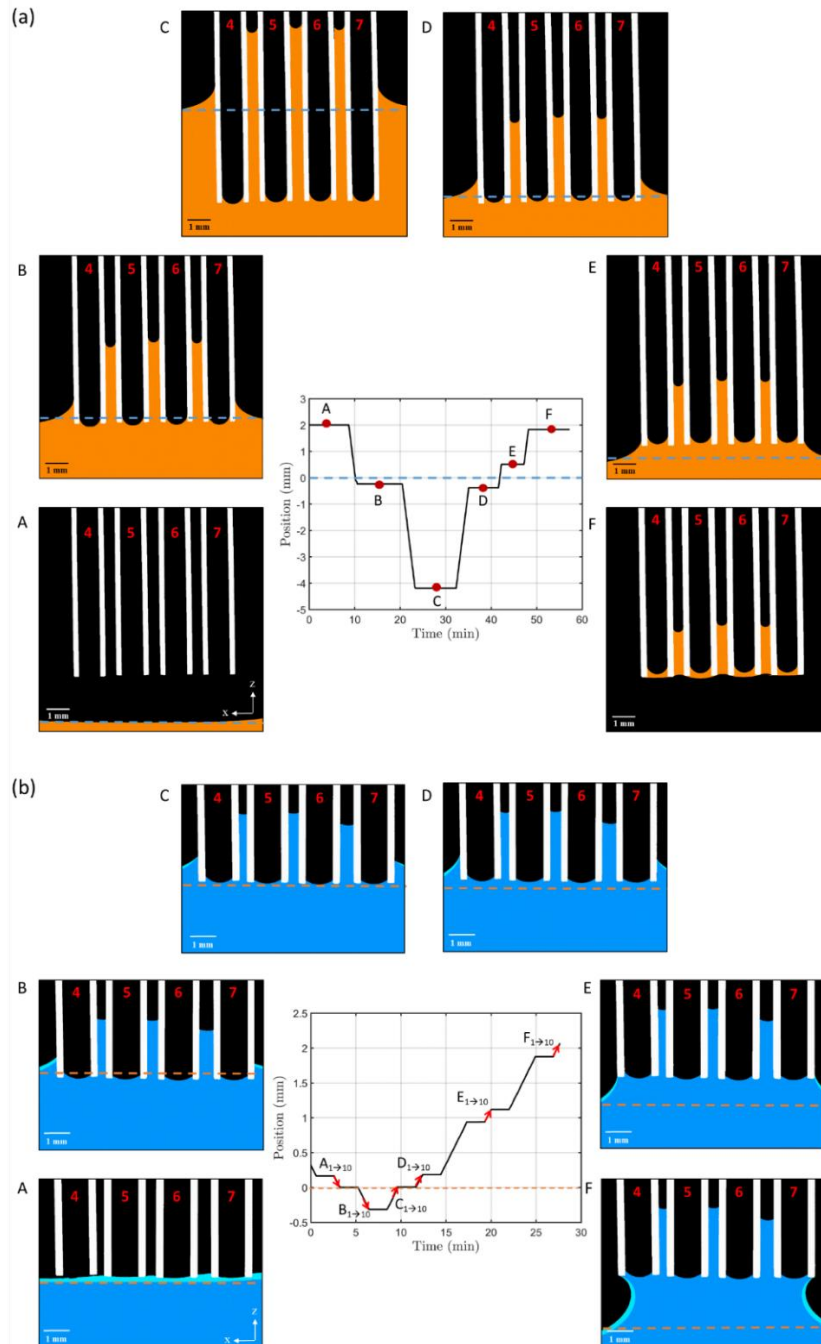 (a)
C
4 5 6 7
1 mm
D
4 5 6 7
1 mm
B
4 5 6 7
1 mm
E
4 5 6 7
1 mm
A
4 5 6 7
1 mm
Z
X
3
2
1
0
-1
-2
-3
-4
-5
Position (mm)
0 10 20 30 40 50 60
Time (min)
A
B
C
D
E
F
F
4 5 6 7
1 mm
(b)
C
4 5 6 7
1 mm
D
4 5 6 7
1 mm
B
4 5 6 7
1 mm
E
4 5 6 7
1 mm
A
4 5 6 7
1 mm
Z
X
2.5
2
1.5
1
0.5
0
-0.5
Position (mm)
0 5 10 15 20 25 30
Time (min)
A1→10
B1→10
C1→10
D1→10
E1→10
F1→10
F
4 5 6 7
1 mm